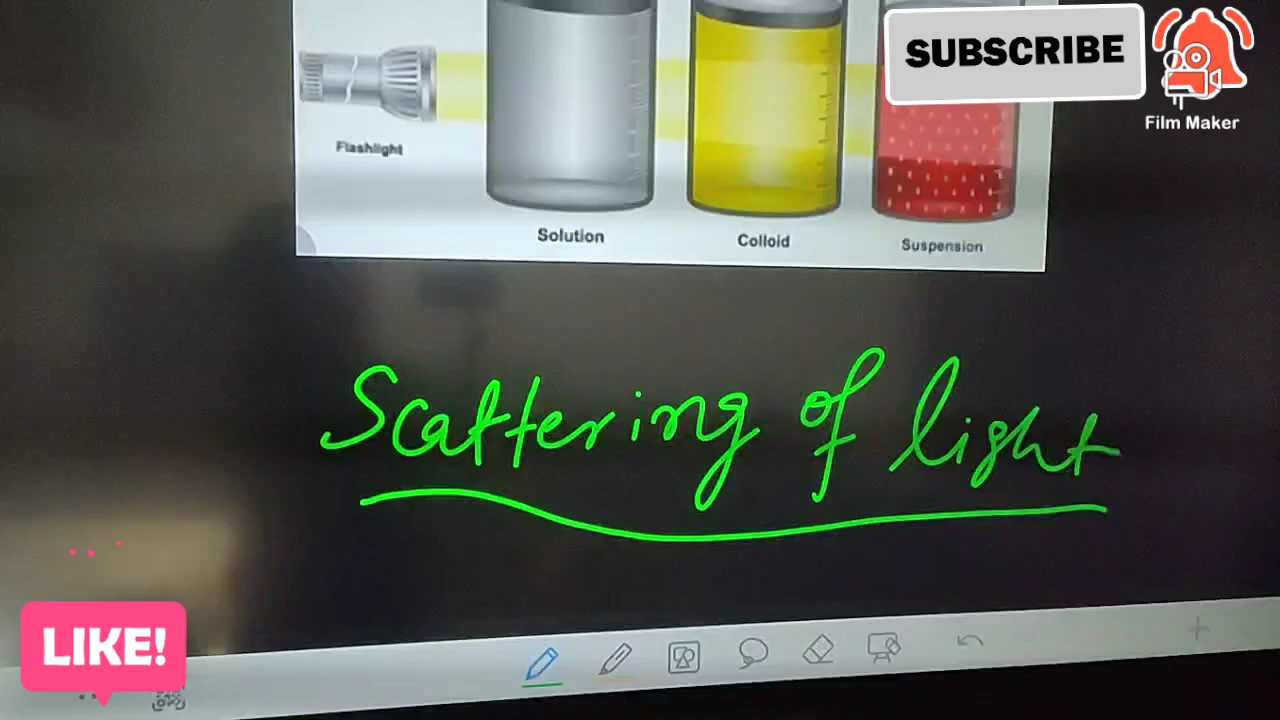 SUBSCRIBE
Film Maker
Flashlight
Solution
Colloid
Suspension
Scattering of light
LIKE!